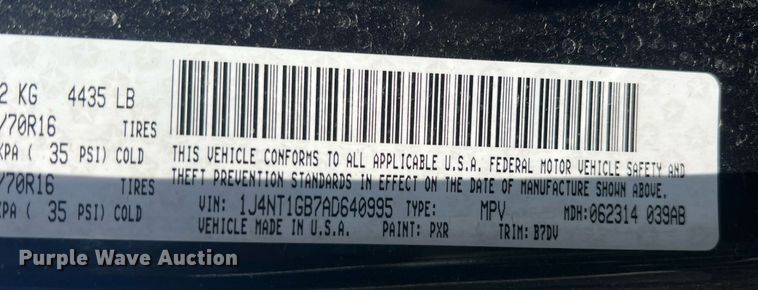 2 KG 4435 LB
/70R16 TIRES
KPA ( 35 PSI) COLD
/70R16 TIRES
KPA ( 35 PSI) COLD
THIS VEHICLE CONFORMS TO ALL APPLICABLE U.S.A. FEDERAL MOTOR VEHICLE SAFETY AND
THEFT PREVENTION STANDARDS IN EFFECT ON THE DATE OF MANUFACTURE SHOWN ABOVE.
VIN: 1J4NT1GB7AD640995 TYPE: MPV MDH:062314 039AB
VEHICLE MADE IN U.S.A. PAINT: PXR TRIM: B7DV
Purple Wave Auction